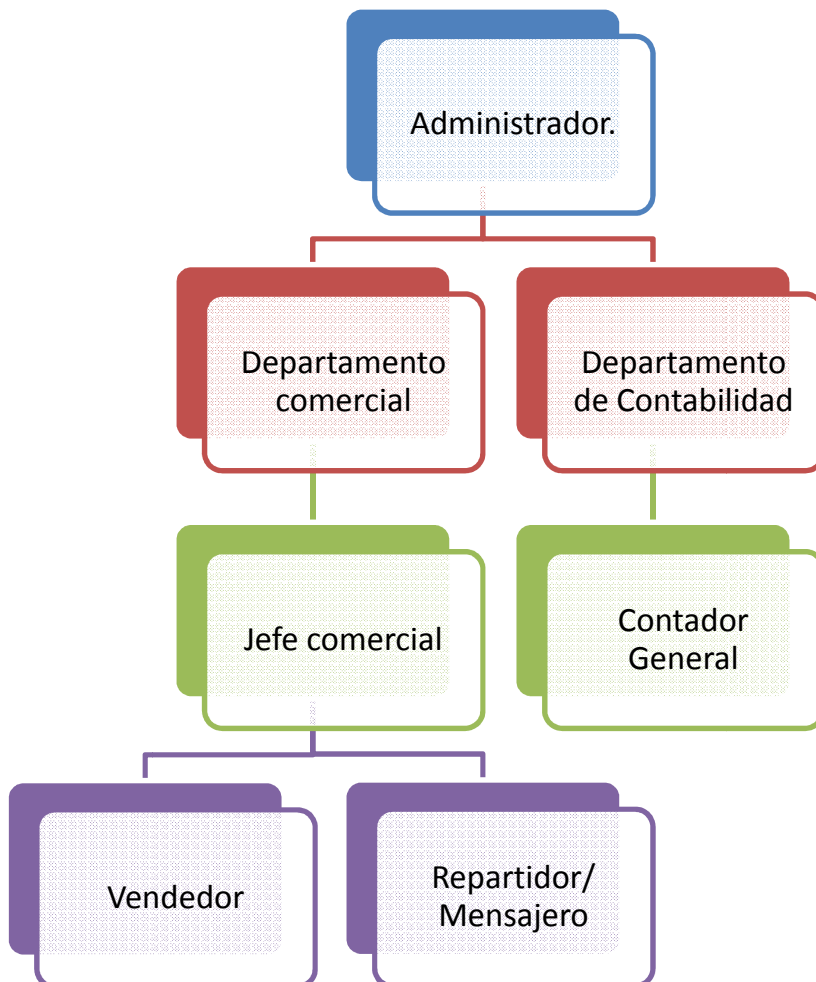 Administrador.
Departamento
comercial
Departamento
de Contabilidad
Jefe comercial
Contador
General
Vendedor
Repartidor/
Mensajero